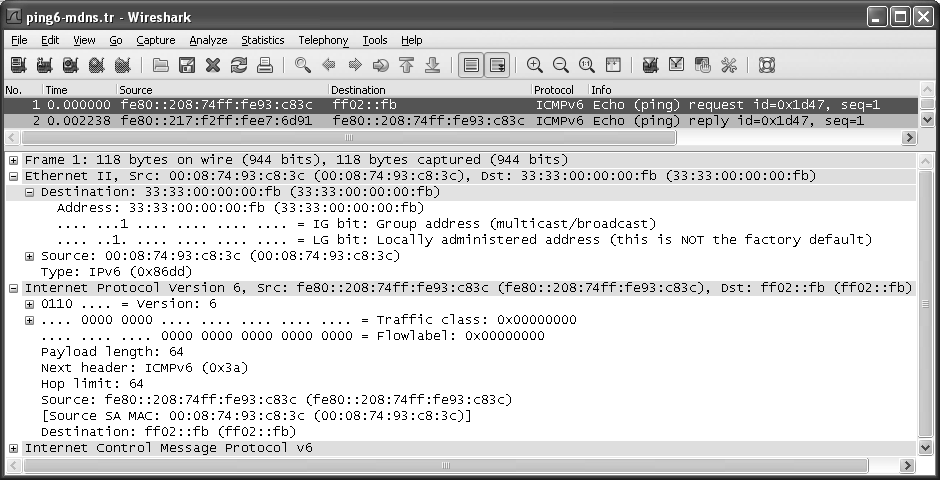 ping6-mdns.tr - Wireshark
File Edit View Go Capture Analyze Statistics Telephony Tools Help
No. Time Source Destination Protocol Info
1 0.000000 fe80::208:74ff:fe93:c83c ff02::fb ICMPv6 Echo (ping) request id=0x1d47, seq=1
2 0.002238 fe80::217:f2ff:fee7:6d91 fe80::208:74ff:fe93:c83c ICMPv6 Echo (ping) reply id=0x1d47, seq=1
Frame 1: 118 bytes on wire (944 bits), 118 bytes captured (944 bits)
Ethernet II, Src: 00:08:74:93:c8:3c (00:08:74:93:c8:3c), Dst: 33:33:00:00:00:fb (33:33:00:00:00:fb)
Destination: 33:33:00:00:00:fb (33:33:00:00:00:fb)
Address: 33:33:00:00:00:fb (33:33:00:00:00:fb)
.... ...1 .... .... .... .... = IG bit: Group address (multicast/broadcast)
.... ..1. .... .... .... .... = LG bit: Locally administered address (this is NOT the factory default)
Source: 00:08:74:93:c8:3c (00:08:74:93:c8:3c)
Type: IPv6 (0x86dd)
Internet Protocol Version 6, Src: fe80::208:74ff:fe93:c83c (fe80::208:74ff:fe93:c83c), Dst: ff02::fb (ff02::fb)
0110 .... = Version: 6
.... 0000 0000 .... .... .... .... .... = Traffic class: 0x00000000
.... .... .... 0000 0000 0000 0000 0000 = Flowlabel: 0x00000000
Payload length: 64
Next header: ICMPv6 (0x3a)
Hop limit: 64
Source: fe80::208:74ff:fe93:c83c (fe80::208:74ff:fe93:c83c)
[Source SA MAC: 00:08:74:93:c8:3c (00:08:74:93:c8:3c)]
Destination: ff02::fb (ff02::fb)
Internet Control Message Protocol v6